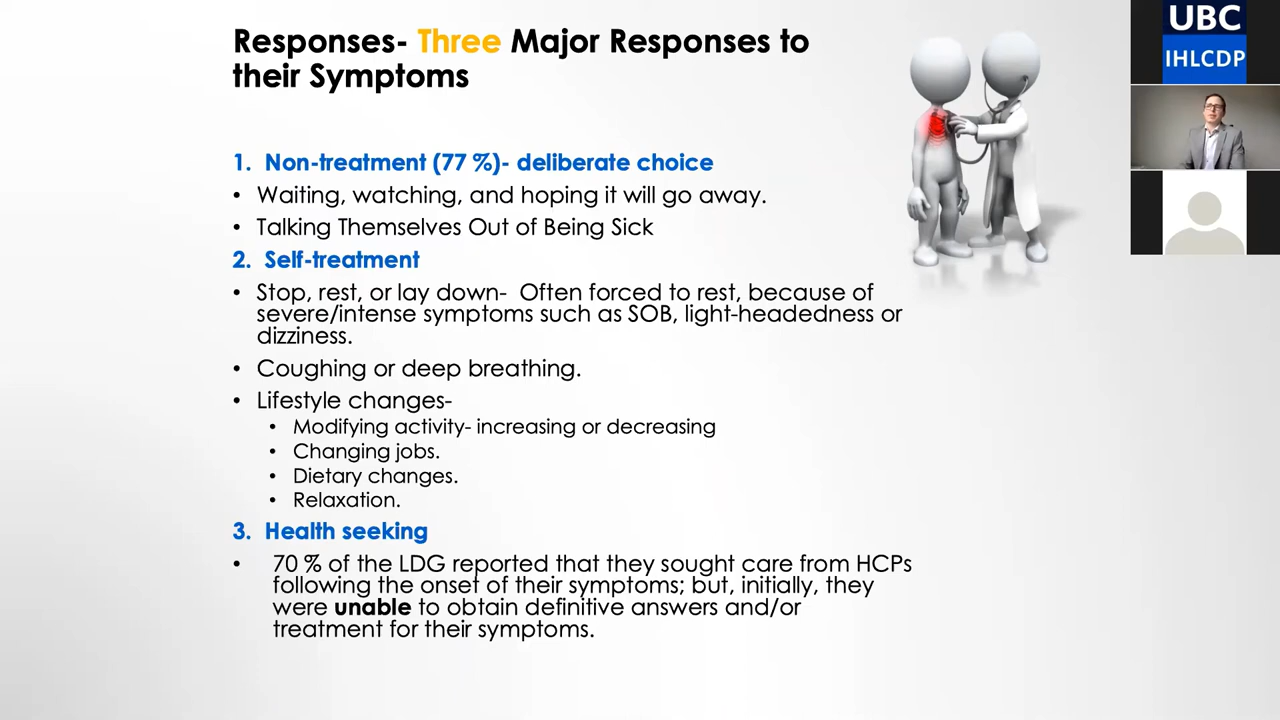 Responses- Three Major Responses to
their Symptoms
1. Non-treatment (77 %)- deliberate choice
• Waiting, watching, and hoping it will go away.
• Talking Themselves Out of Being Sick
2. Self-treatment
• Stop, rest, or lay down- Often forced to rest, because of
severe/intense symptoms such as SOB, light-headedness or
dizziness.
• Coughing or deep breathing.
• Lifestyle changes-
• Modifying activity- increasing or decreasing
• Changing jobs.
• Dietary changes.
• Relaxation.
3. Health seeking
• 70 % of the LDG reported that they sought care from HCPs
following the onset of their symptoms; but, initially, they
were unable to obtain definitive answers and/or
treatment for their symptoms.
UBC
IHLCDP